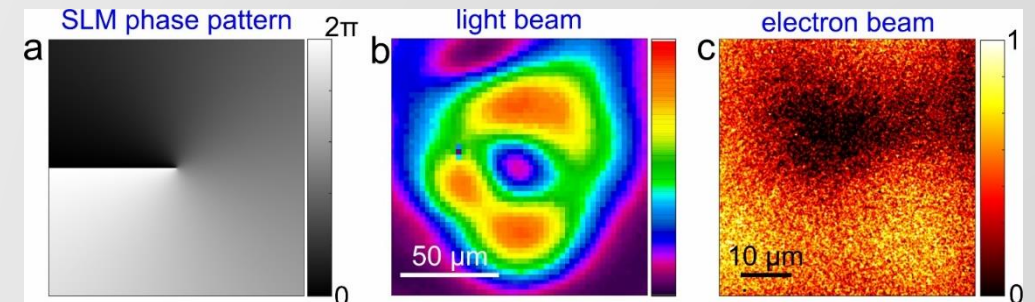 SLM phase pattern
light beam
electron beam
a
2π
0
b
50 μm
c
10 μm
1
0